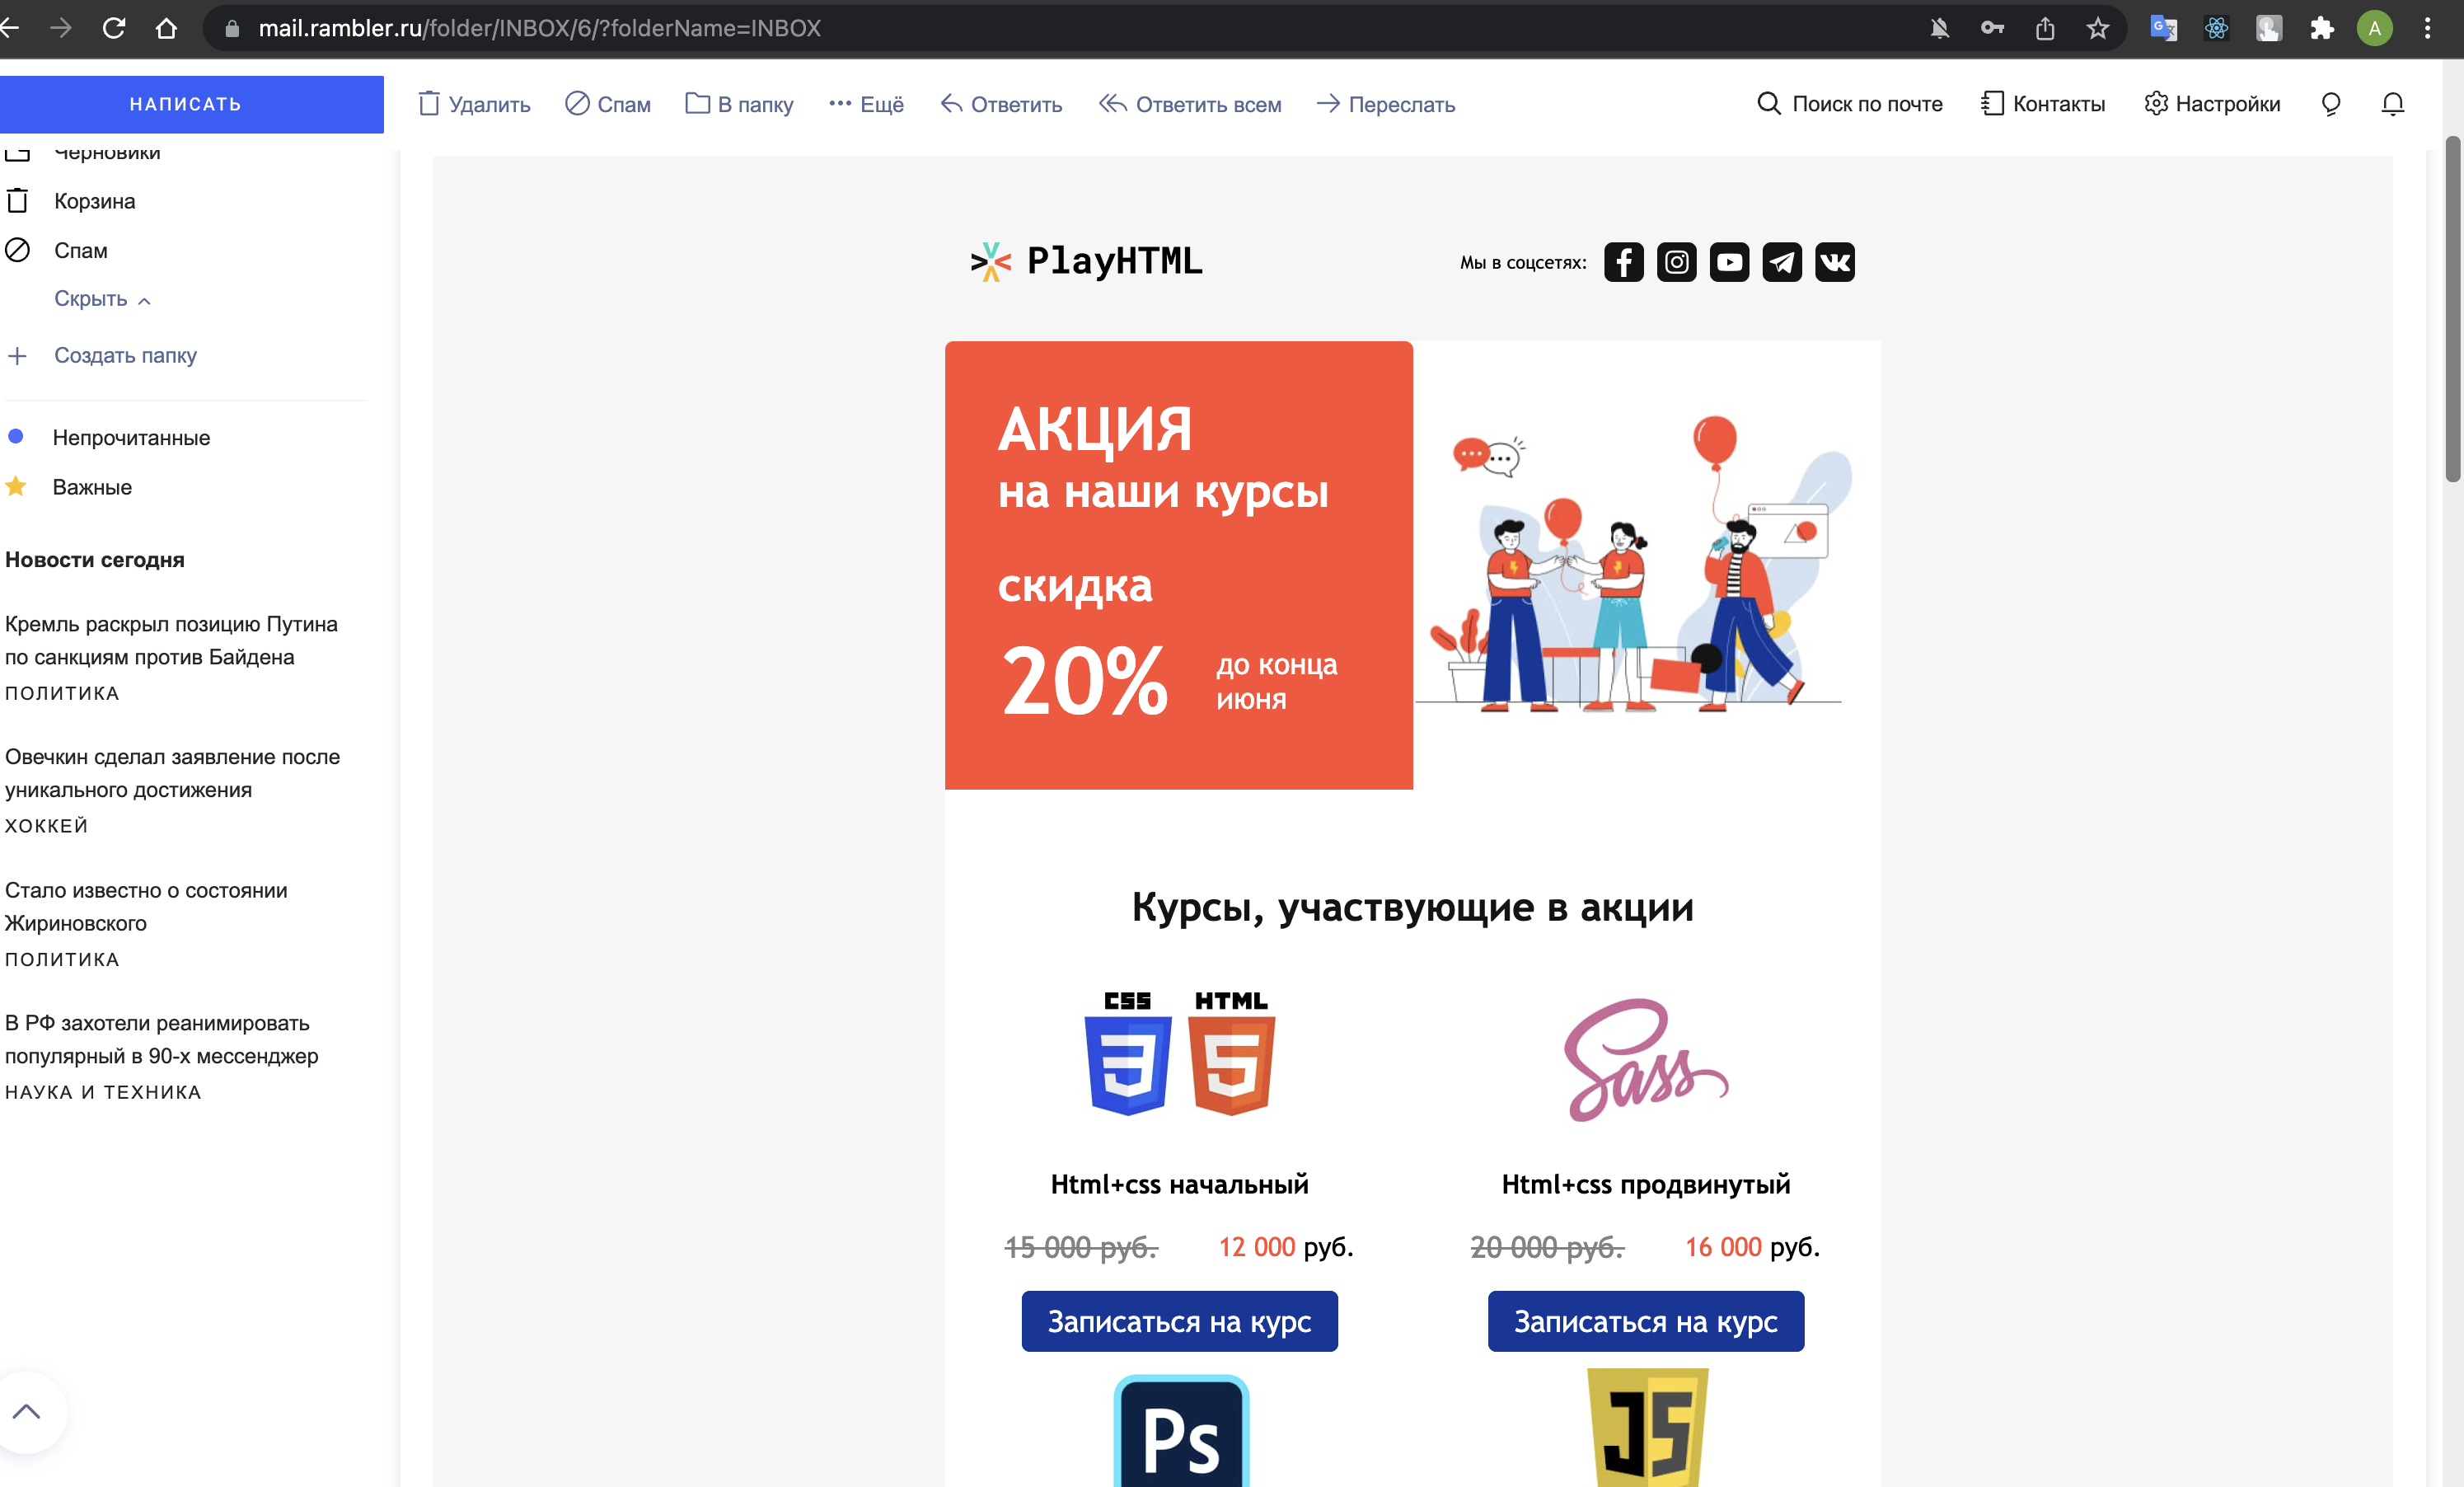 mail.rambler.ru/folder/INBOX/6/?folderName=INBOX
A
НАПИСАТЬ
Удалить
Спам
В папку
Ещё
Ответить
Ответить всем
Переслать
Поиск по почте
Контакты
Настройки
Черновики
Корзина
Спам
Скрыть
Создать папку
Непрочитанные
Важные
Новости сегодня
Кремль раскрыл позицию Путина
по санкциям против Байдена
ПОЛИТИКА
Овечкин сделал заявление после
уникального достижения
ХОККЕЙ
Стало известно о состоянии
Жириновского
ПОЛИТИКА
В РФ захотели реанимировать
популярный в 90-х мессенджер
НАУКА И ТЕХНИКА
PlayHTML
Мы в соцсетях:
АКЦИЯ
на наши курсы
скидка
20%
до конца
июня
Курсы, участвующие в акции
CSS
HTML
Sass
Html+css начальный
Html+css продвинутый
15 000 руб.
12 000 руб.
20 000 руб.
16 000 руб.
Записаться на курс
Записаться на курс
Ps
JS